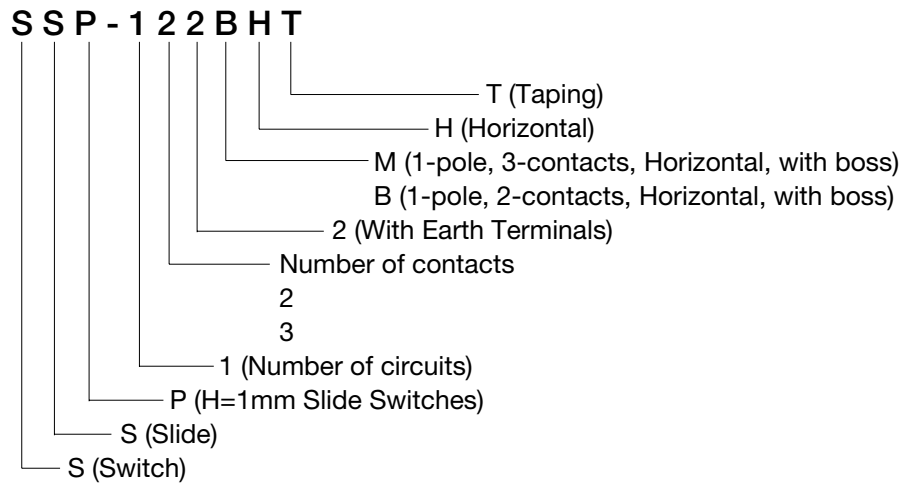 SSP-122BHT
T (Taping)
H (Horizontal)
M (1-pole, 3-contacts, Horizontal, with boss)
B (1-pole, 2-contacts, Horizontal, with boss)
2 (With Earth Terminals)
Number of contacts
2
3
1 (Number of circuits)
P (H=1mm Slide Switches)
S (Slide)
S (Switch)